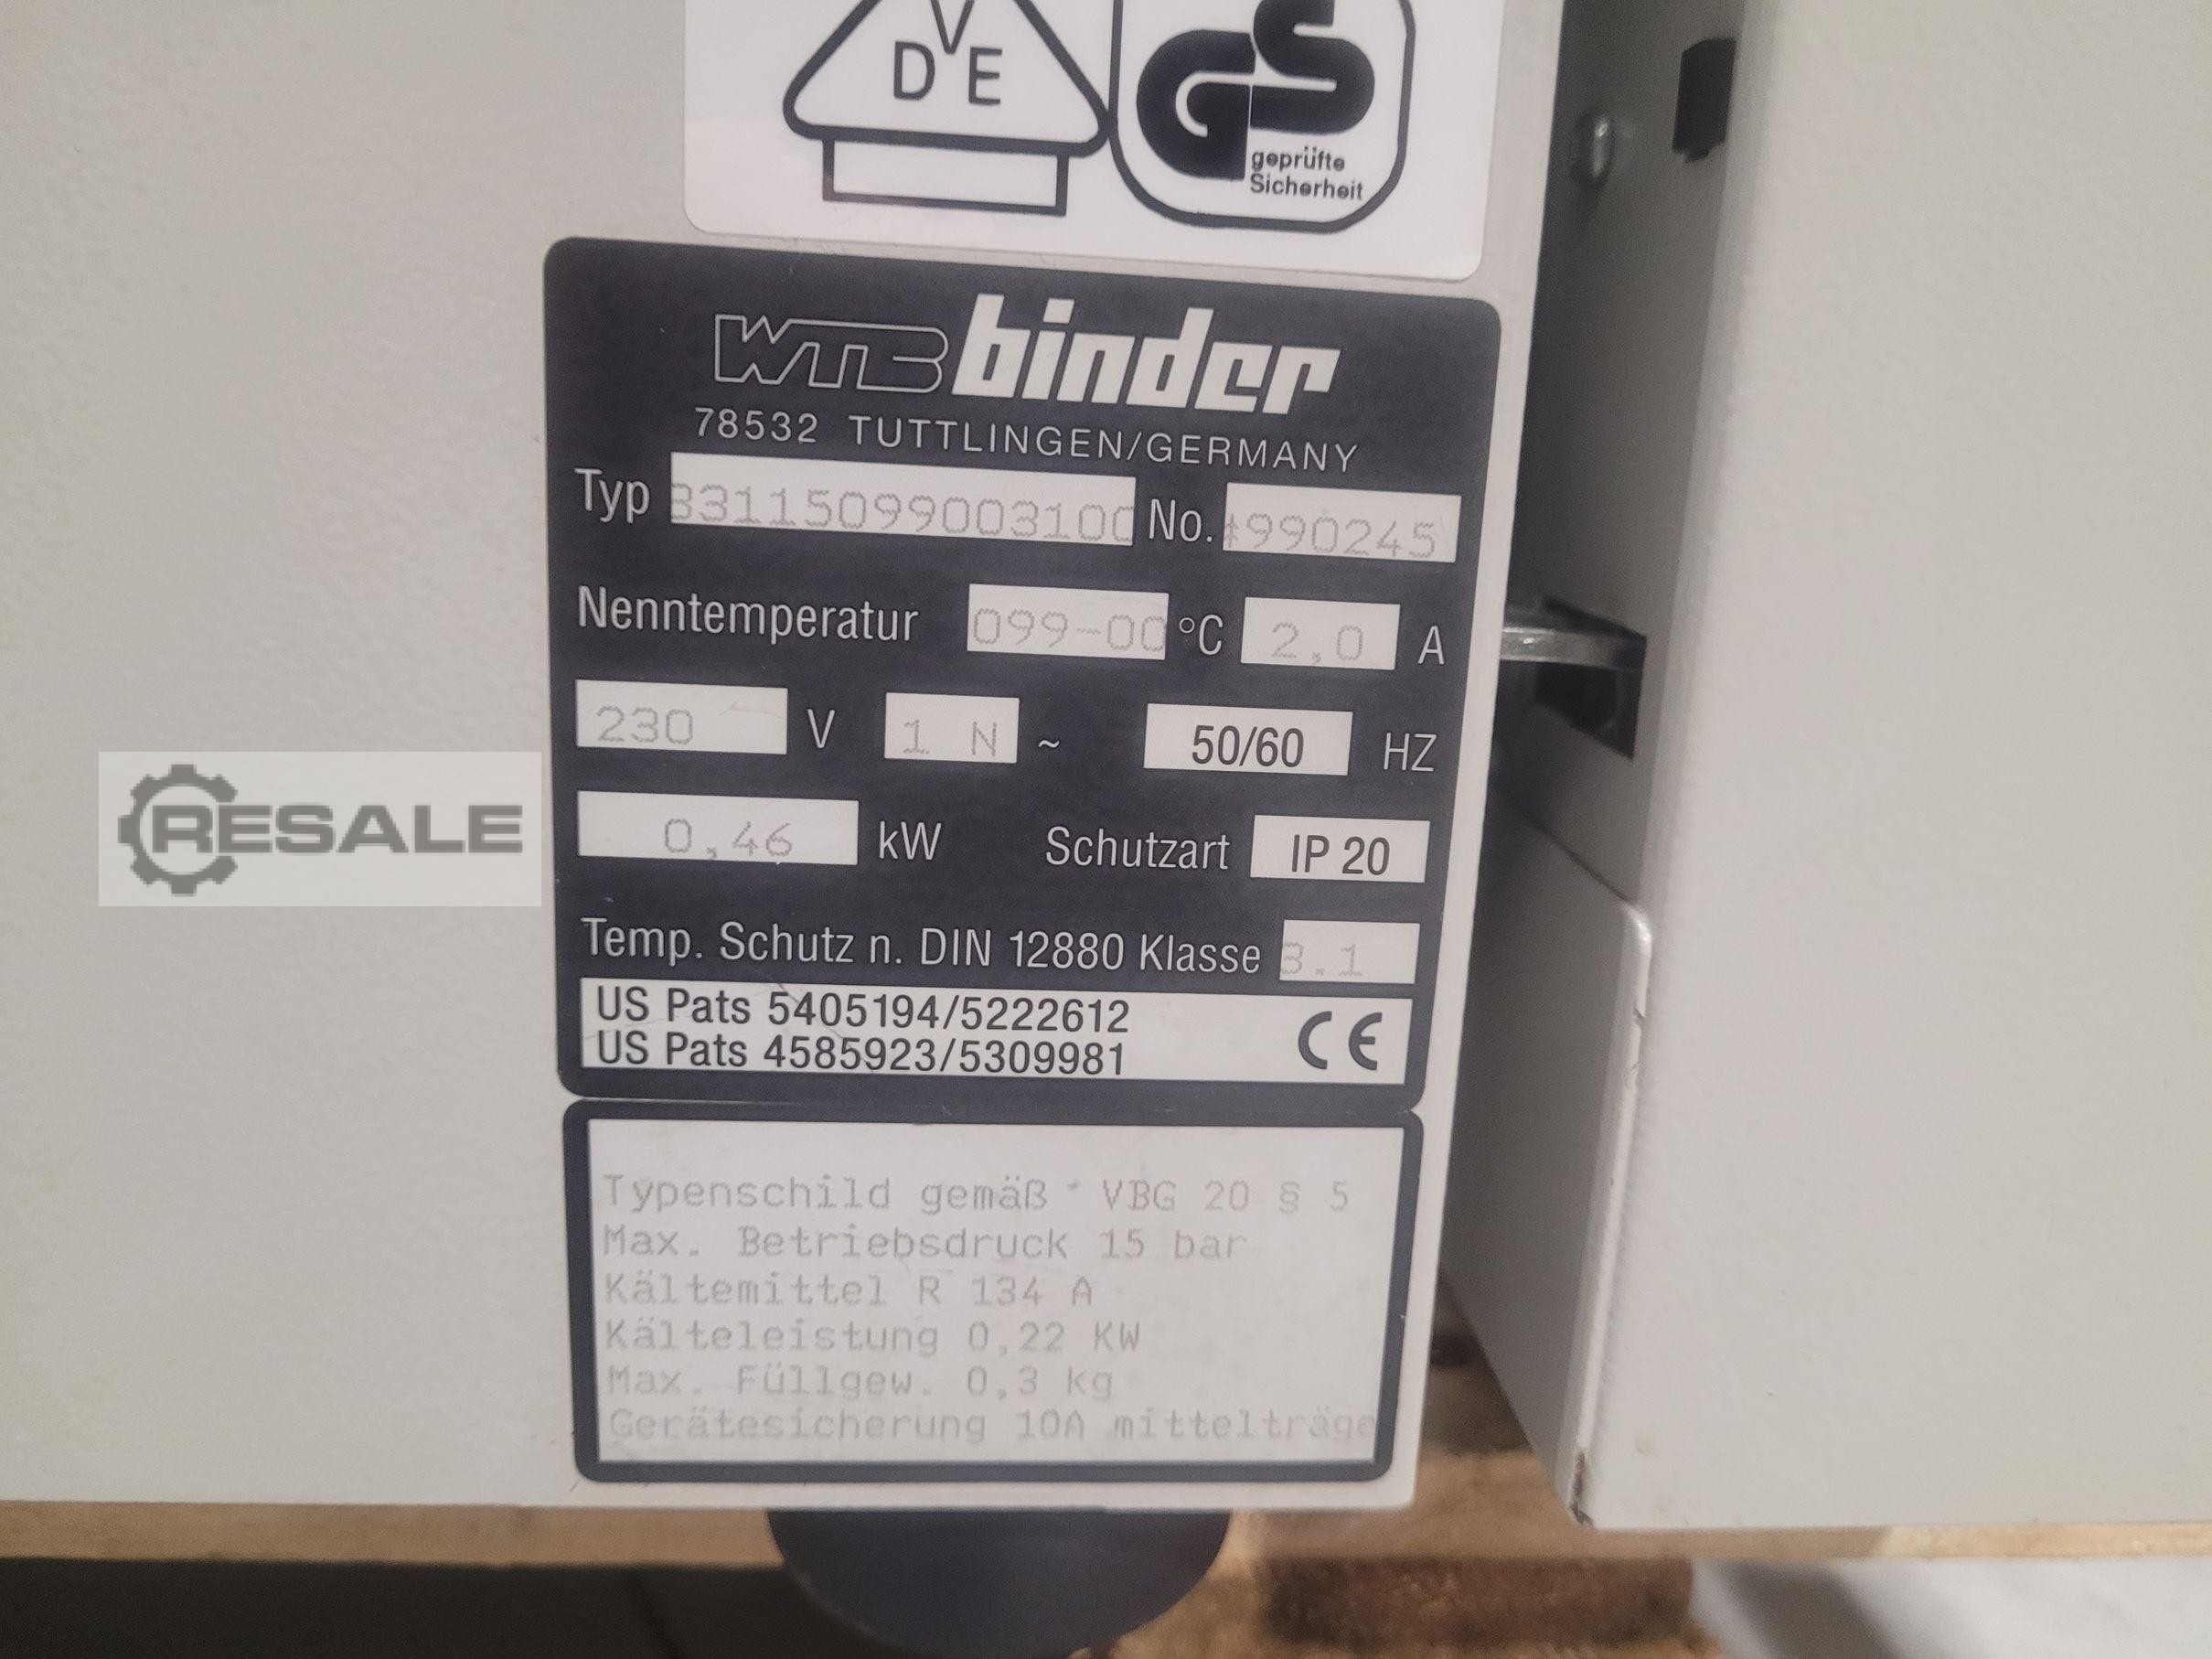 V
D E
GS
geprüfte
Sicherheit
WTB binder
78532 TUTTLINGEN/GERMANY
Typ 33115099003100 No. 990245
Nenntemperatur 099-00 °C 2,0 A
230 V 1 N ~ 50/60 HZ
0,46 kW Schutzart IP 20
Temp. Schutz n. DIN 12880 Klasse 3.1
US Pats 5405194/5222612
US Pats 4585923/5309981
CE
Typenschild gemäß VBG 20 § 5
Max. Betriebsdruck 15 bar
Kältemittel R 134 A
Kälteleistung 0,22 KW
Max. Füllgew. 0,3 kg
Gerätesicherung 10A mittelträge
RESALE